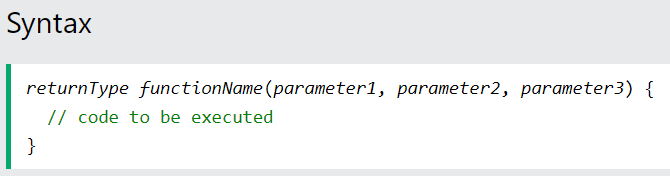 Syntax
returnType functionName(parameter1, parameter2, parameter3) {
  // code to be executed
}